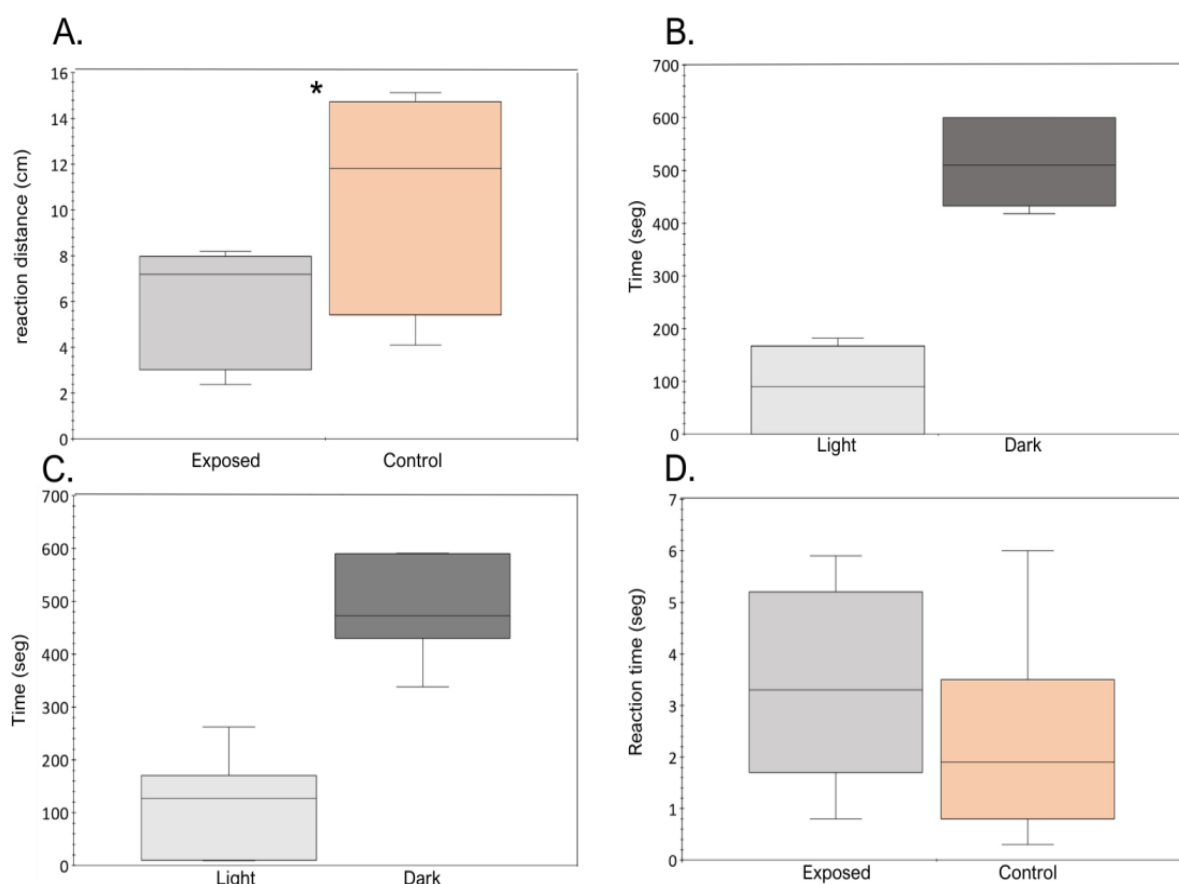 A.
reaction distance (cm)
16
14
12
10
8
6
4
2
0
*
Exposed Control
B.
Time (seg)
700
600
500
400
300
200
100
0
Light Dark
C.
Time (seg)
700
600
500
400
300
200
100
0
Light Dark
D.
Reaction time (seg)
7
6
5
4
3
2
1
0
Exposed Control